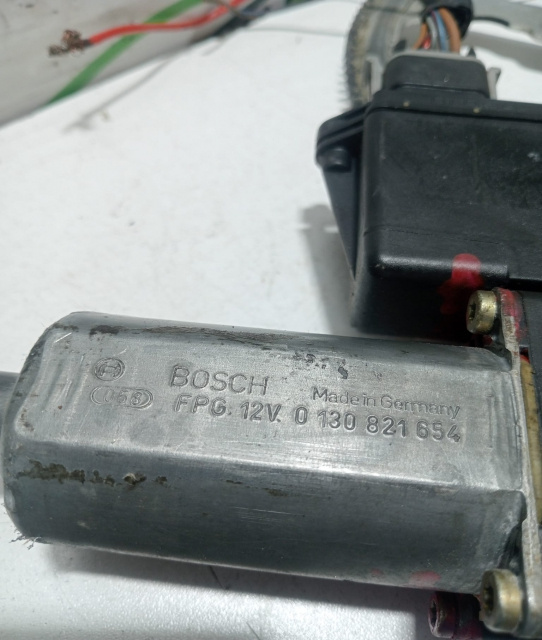 BOSCH
Made in Germany
FPG. 12V. 0 130 821 654